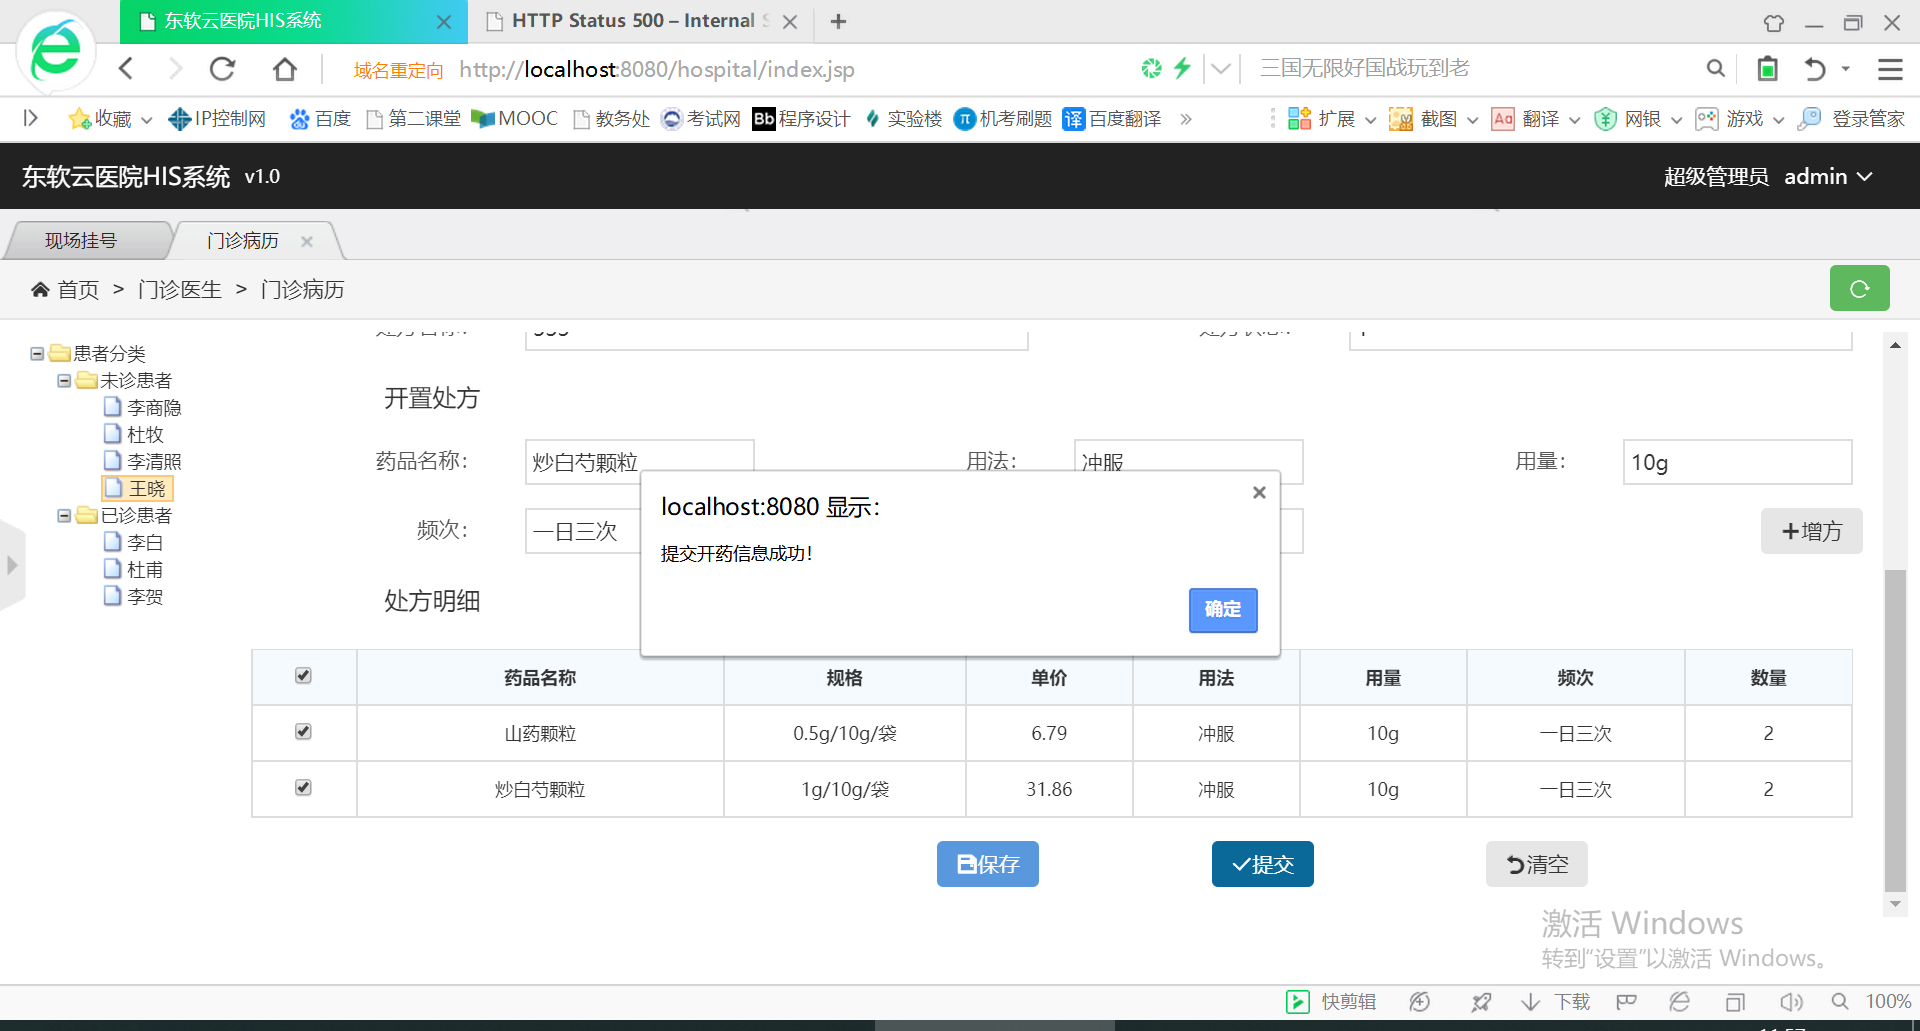 东软云医院HIS系统
HTTP Status 500 – Internal
域名重定向 http://localhost:8080/hospital/index.jsp
三国无限好国战玩到老
收藏 IP控制网 百度 第二课堂 MOOC 教务处 考试网 Bb 程序设计 实验楼 π 机考刷题 译 百度翻译 » 扩展 截图 Aa 翻译 网银 游戏 登录管家
东软云医院HIS系统 v1.0
超级管理员 admin
现场挂号
门诊病历
首页 > 门诊医生 > 门诊病历
患者分类
未诊患者
李商隐
杜牧
李清照
王晓
已诊患者
李白
杜甫
李贺
开置处方
药品名称: 炒白芍颗粒 用法: 冲服 用量: 10g
频次: 一日三次
+增方
localhost:8080 显示:
提交开药信息成功!
确定
处方明细
药品名称 规格 单价 用法 用量 频次 数量
山药颗粒 0.5g/10g/袋 6.79 冲服 10g 一日三次 2
炒白芍颗粒 1g/10g/袋 31.86 冲服 10g 一日三次 2
保存 提交 清空
激活 Windows
转到“设置”以激活 Windows。
快剪辑 下载 100%